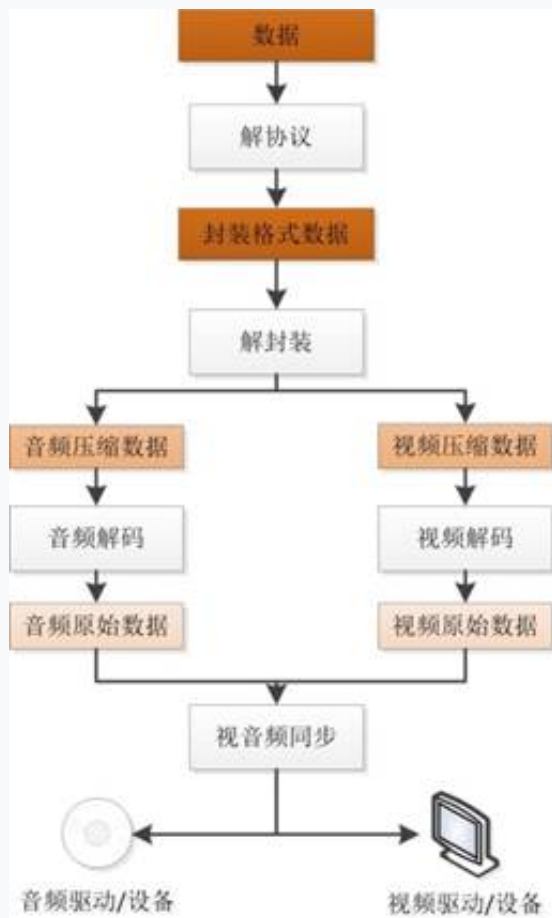 数据
解协议
封装格式数据
解封装
音频压缩数据
视频压缩数据
音频解码
视频解码
音频原始数据
视频原始数据
视音频同步
音频驱动/设备
视频驱动/设备